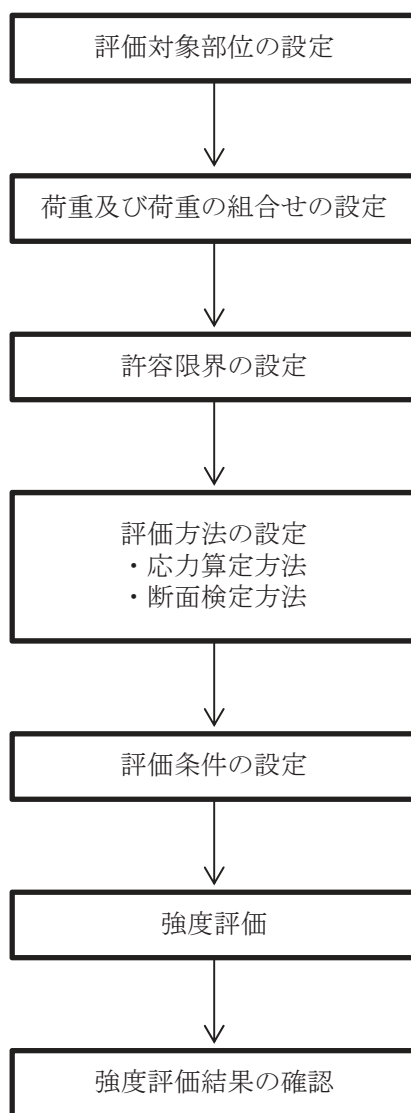 評価対象部位の設定
荷重及び荷重の組合せの設定
許容限界の設定
評価方法の設定
・応力算定方法
・断面検定方法
評価条件の設定
強度評価
強度評価結果の確認